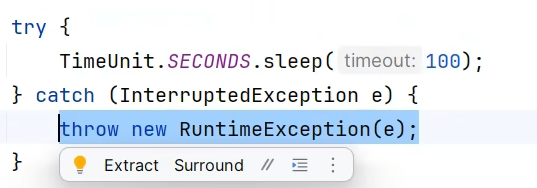 try {
    TimeUnit.SECONDS.sleep( timeout: 100);
} catch (InterruptedException e) {
    throw new RuntimeException(e);
}
Extract Surround //